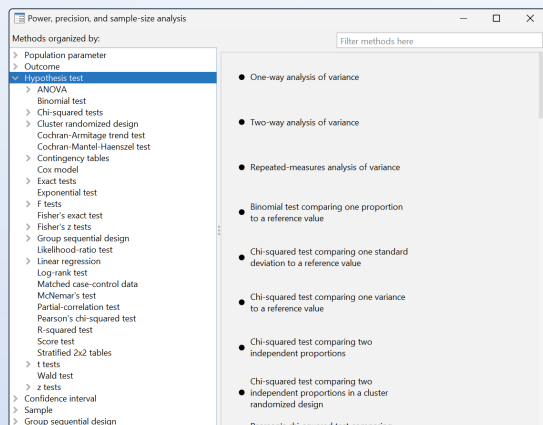 Power, precision, and sample-size analysis
Methods organized by:
Filter methods here
Population parameter
Outcome
Hypothesis test
ANOVA
Binomial test
Chi-squared tests
Cluster randomized design
Cochran-Armitage trend test
Cochran-Mantel-Haenszel test
Contingency tables
Cox model
Exact tests
Exponential test
F tests
Fisher's exact test
Fisher's z tests
Group sequential design
Likelihood-ratio test
Linear regression
Log-rank test
Matched case-control data
McNemar's test
Partial-correlation test
Pearson's chi-squared test
R-squared test
Score test
Stratified 2x2 tables
t tests
Wald test
z tests
Confidence interval
Sample
Group sequential design
One-way analysis of variance
Two-way analysis of variance
Repeated-measures analysis of variance
Binomial test comparing one proportion
to a reference value
Chi-squared test comparing one standard
deviation to a reference value
Chi-squared test comparing one variance
to a reference value
Chi-squared test comparing two
independent proportions
Chi-squared test comparing two
independent proportions in a cluster
randomized design